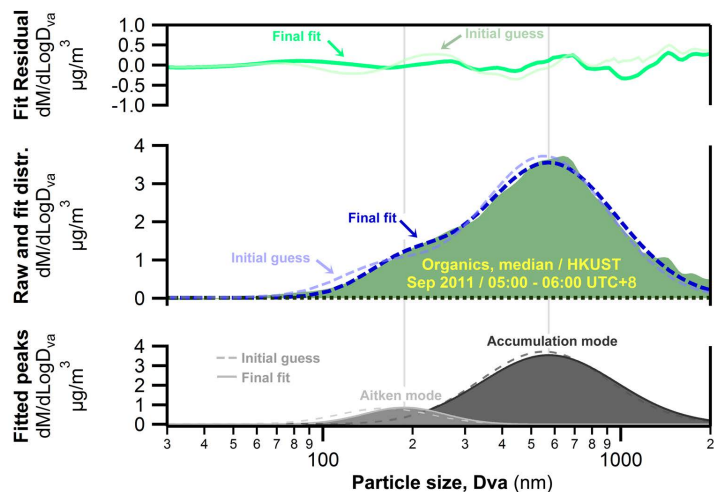 Fit Residual
dM/dLogDva
µg/m3
1.0
0.5
0.0
-0.5
-1.0
Final fit
Initial guess
Raw and fit distr.
dM/dLogDva
µg/m3
4
3
2
1
0
Final fit
Initial guess
Organics, median / HKUST
Sep 2011 / 05:00 - 06:00 UTC+8
Fitted peaks
dM/dLogDva
µg/m3
4
3
2
1
0
Initial guess
Final fit
Aitken mode
Accumulation mode
3 4 5 6 7 8 9 2 3 4 5 6 7 8 9 2
100 1000
Particle size, Dva (nm)